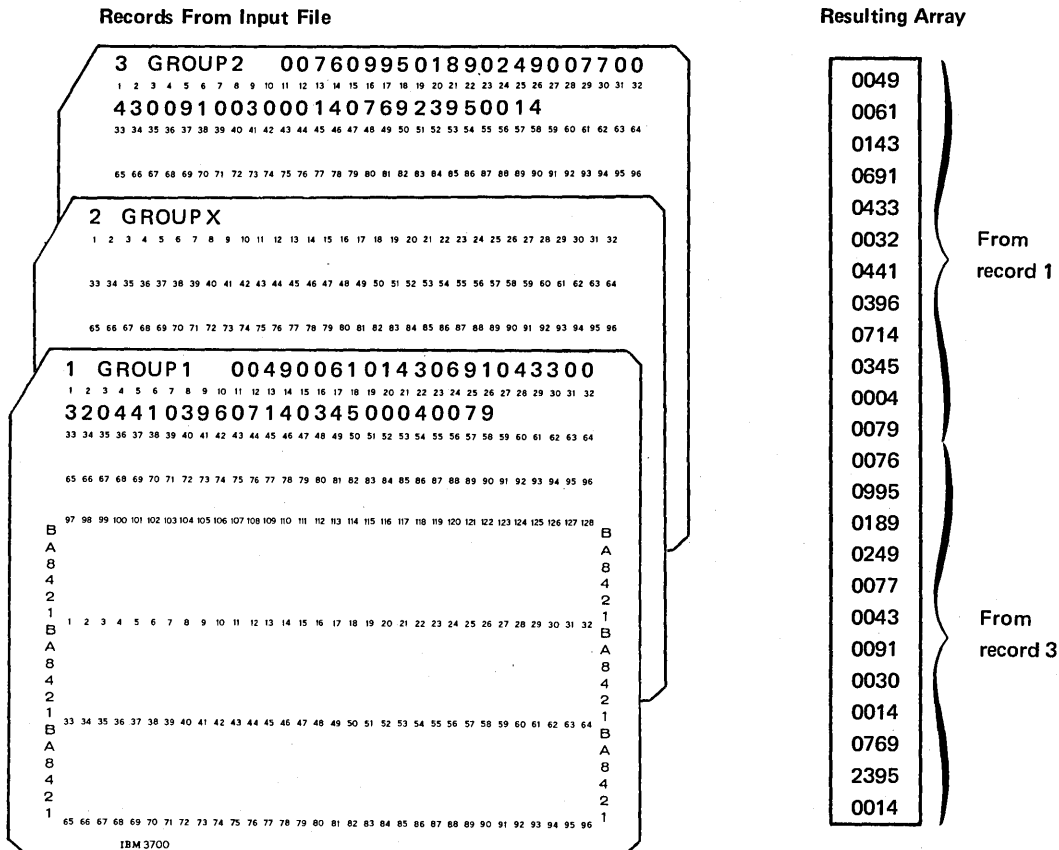 Records From Input File
3 GROUP2 0076099501890249007700
1 2 3 4 5 6 7 8 9 10 11 12 13 14 15 16 17 18 19 20 21 22 23 24 25 26 27 28 29 30 31 32
43009100300014076923950014
33 34 35 36 37 38 39 40 41 42 43 44 45 46 47 48 49 50 51 52 53 54 55 56 57 58 59 60 61 62 63 64
65 66 67 68 69 70 71 72 73 74 75 76 77 78 79 80 81 82 83 84 85 86 87 88 89 90 91 92 93 94 95 96
2 GROUPX
1 2 3 4 5 6 7 8 9 10 11 12 13 14 15 16 17 18 19 20 21 22 23 24 25 26 27 28 29 30 31 32
33 34 35 36 37 38 39 40 41 42 43 44 45 46 47 48 49 50 51 52 53 54 55 56 57 58 59 60 61 62 63 64
65 66 67 68 69 70 71 72 73 74 75 76 77 78 79 80 81 82 83 84 85 86 87 88 89 90 91 92 93 94 95 96
1 GROUP1 0049006101430691043300
1 2 3 4 5 6 7 8 9 10 11 12 13 14 15 16 17 18 19 20 21 22 23 24 25 26 27 28 29 30 31 32
32044103960714034500040079
33 34 35 36 37 38 39 40 41 42 43 44 45 46 47 48 49 50 51 52 53 54 55 56 57 58 59 60 61 62 63 64
65 66 67 68 69 70 71 72 73 74 75 76 77 78 79 80 81 82 83 84 85 86 87 88 89 90 91 92 93 94 95 96
97 98 99 100 101 102 103 104 105 106 107 108 109 110 111 112 113 114 115 116 117 118 119 120 121 122 123 124 125 126 127 128
B B
A A
8 8
4 4
2 2
1 1
1 2 3 4 5 6 7 8 9 10 11 12 13 14 15 16 17 18 19 20 21 22 23 24 25 26 27 28 29 30 31 32
B B
A A
8 8
4 4
2 2
1 1
33 34 35 36 37 38 39 40 41 42 43 44 45 46 47 48 49 50 51 52 53 54 55 56 57 58 59 60 61 62 63 64
B B
A A
8 8
4 4
2 2
1 1
65 66 67 68 69 70 71 72 73 74 75 76 77 78 79 80 81 82 83 84 85 86 87 88 89 90 91 92 93 94 95 96
IBM 3700
Resulting Array
0049
0061
0143
0691
0433
0032
0441
0396
0714
0345
0004
0079
0076
0995
0189
0249
0077
0043
0091
0030
0014
0769
2395
0014
From
record 1
From
record 3